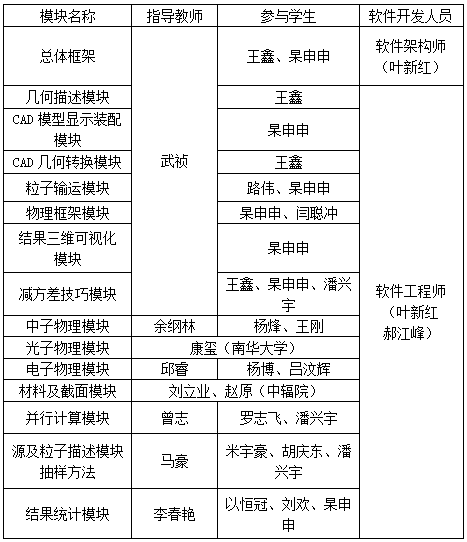 模块名称 指导教师 参与学生 软件开发人员
总体框架 王鑫、杲申申 软件架构师
（叶新红）
几何描述模块 王鑫
CAD 模型显示装配
模块 杲申申
CAD 几何转换模块 武祯 王鑫
粒子输运模块 路伟、杲申申
物理框架模块 杲申申、闫聪冲
结果三维可视化
模块 杲申申
减方差技巧模块 王鑫、杲申申、潘兴
宇
软件工程师
（叶新红
郝江峰）
中子物理模块 余纲林 杨烽、王刚
光子物理模块 康玺（南华大学）
电子物理模块 邱睿 杨博、吕汶辉
材料及截面模块 刘立业、赵原（中辐院）
并行计算模块 曾志 罗志飞、潘兴宇
源及粒子描述模块
抽样方法 马豪 米宇豪、胡庆东、潘
兴宇
结果统计模块 李春艳 以恒冠、刘欢、杲申
申